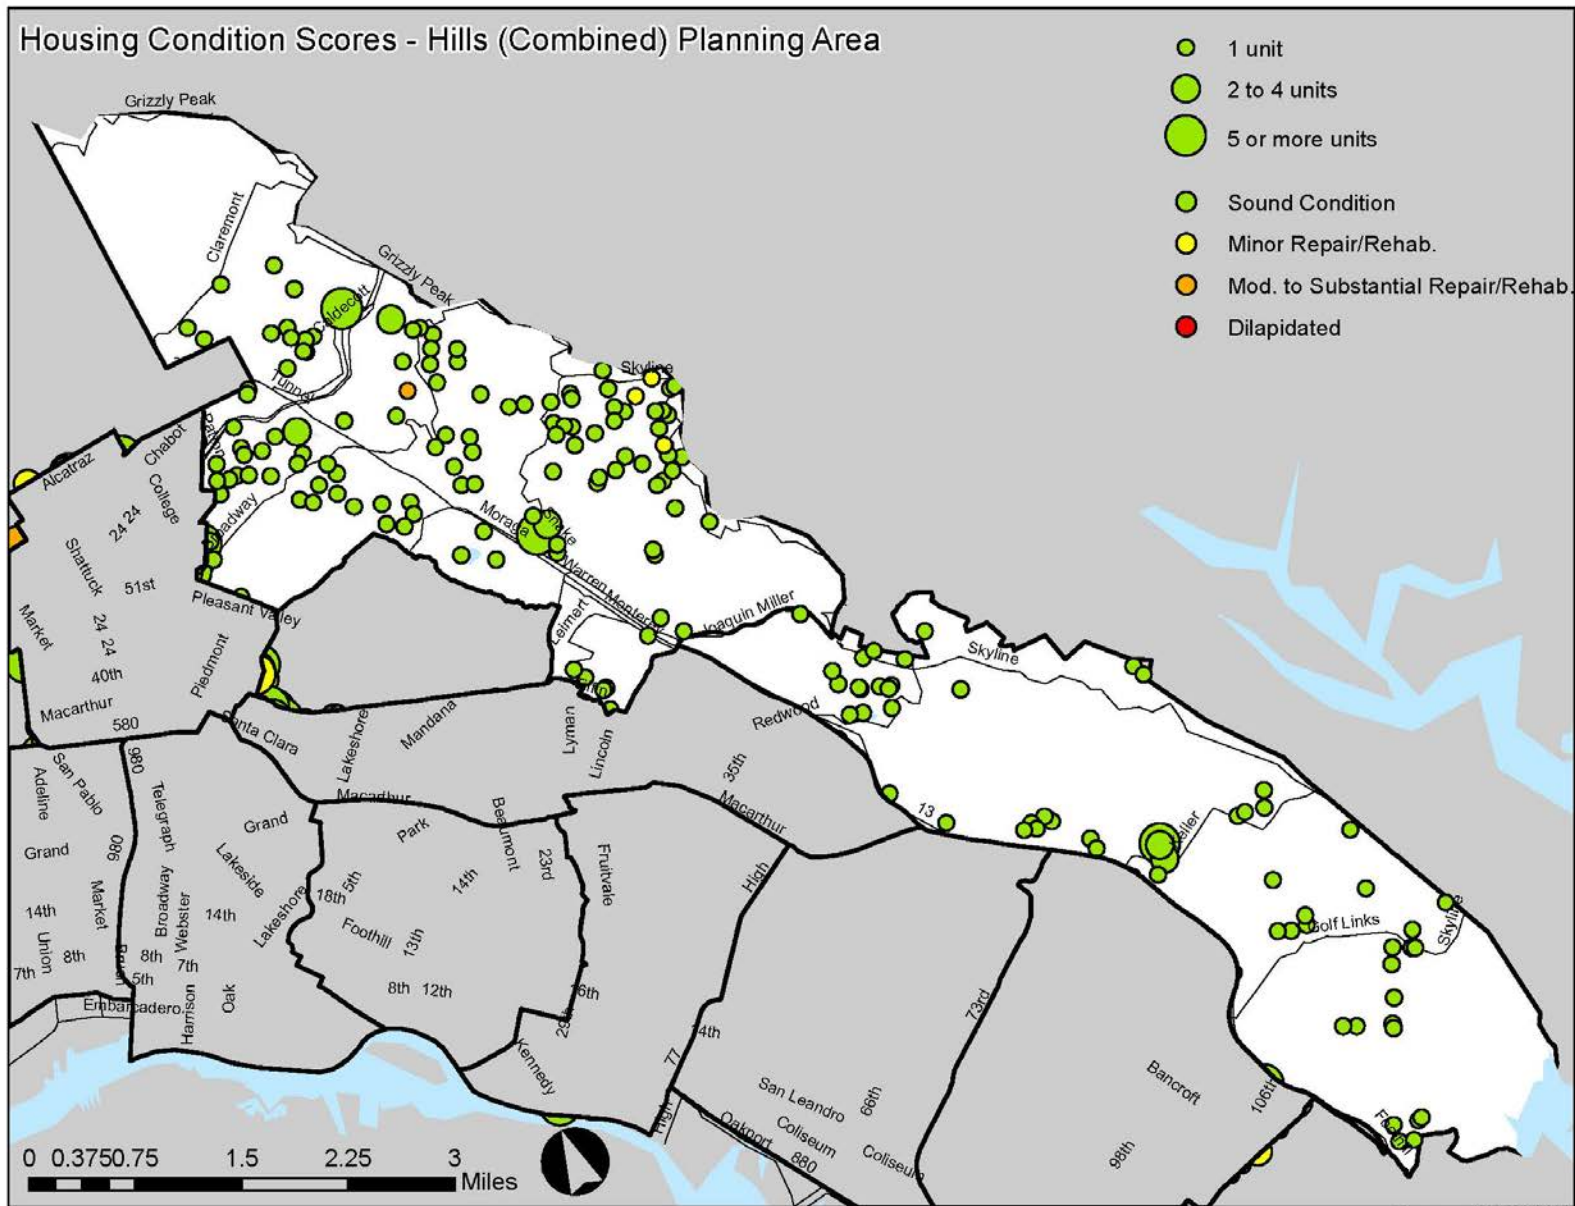 Housing Condition Scores - Hills (Combined) Planning Area
1 unit
2 to 4 units
5 or more units
Sound Condition
Minor Repair/Rehab.
Mod. to Substantial Repair/Rehab.
Dilapidated
Grizzly Peak
Claremont
Grizzly Peak
Caldecott
Skyline
Tunnel
Chabot
Alcatraz
College
24
24
Broadway
Moraga
Snake
Shattuck
51st
Warren
Monterey
Pleasant Valley
Leimert
Joaquin Miller
Market
24
24
Piedmont
Skyline
40th
Macarthur
580
Redwood
Santa Clara
Lakeshore
Mandana
Lyman
Lincoln
35th
980
San Pablo
Adeline
Telegraph
Macarthur
Beaumont
Macarthur
13
Keller
Grand
Park
980
Grand
23rd
Fruitvale
High
Lakeside
5th
18th
14th
Market
Broadway
Webster
14th
Lakeshore
14th
Foothill
13th
Golf Links
Skyline
Union
8th
8th
7th
7th
5th
8th
12th
16th
Embarcadero
Harrison
Oak
29th
14th
73rd
77
Kennedy
San Leandro
66th
Bancroft
106th
High
Oakport
Coliseum
880
Coliseum
98th
0 0.3750.75 1.5 2.25 3
Miles